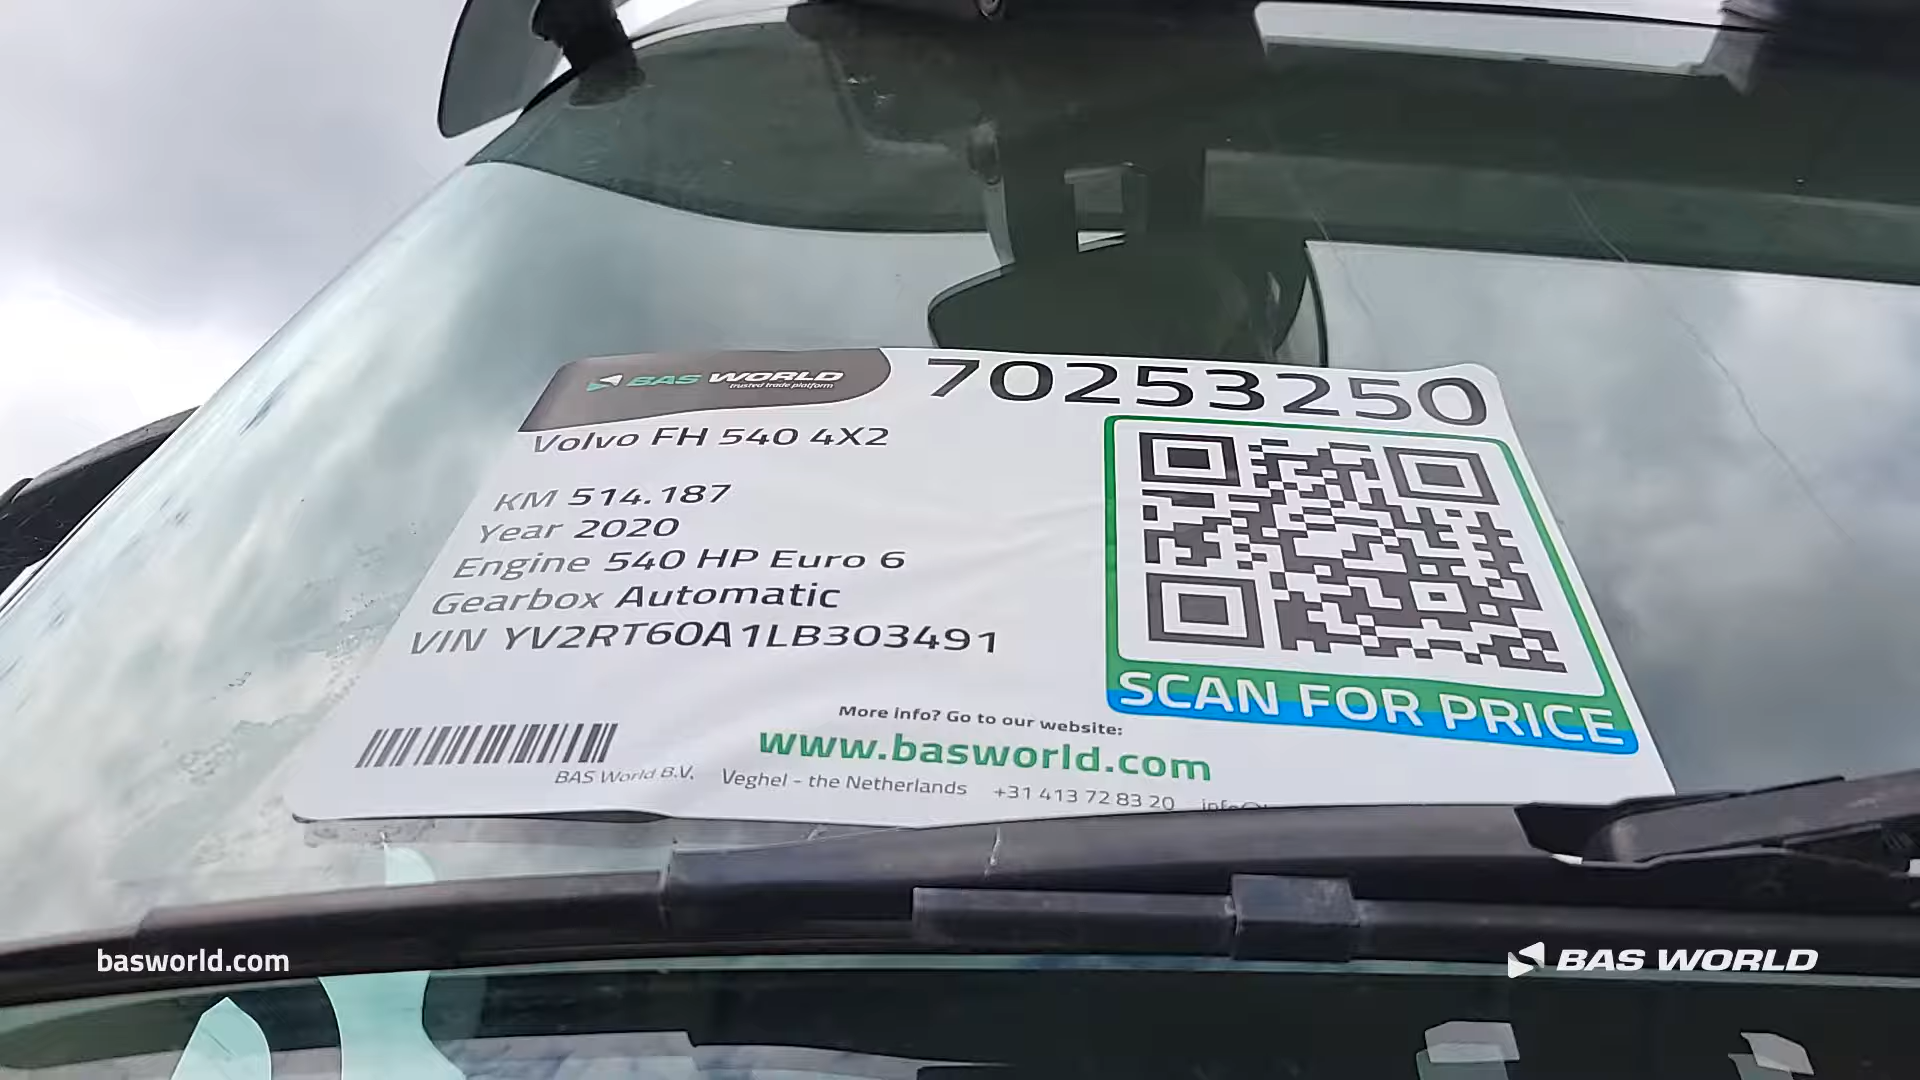 BAS WORLD
trusted trade platform
70253250
Volvo FH 540 4X2
KM 514.187
Year 2020
Engine 540 HP Euro 6
Gearbox Automatic
VIN YV2RT60A1LB303491
SCAN FOR PRICE
More info? Go to our website:
www.basworld.com
BAS World B.V. Veghel - the Netherlands +31 413 72 83 20
basworld.com
BAS WORLD